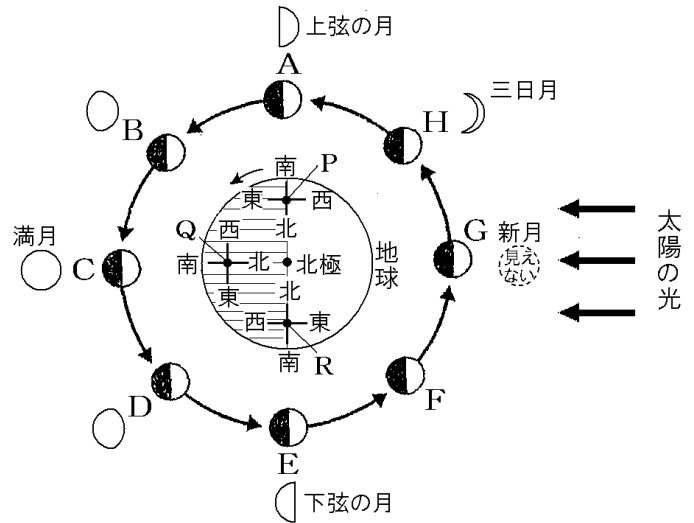 上弦の月
A
三日月
H
B
南
P
東
西
北
Q
西
満月
C
南
北
東
北極
地球
G
新月
見え
ない
太陽の光
北
西
東
南
R
D
F
E
下弦の月